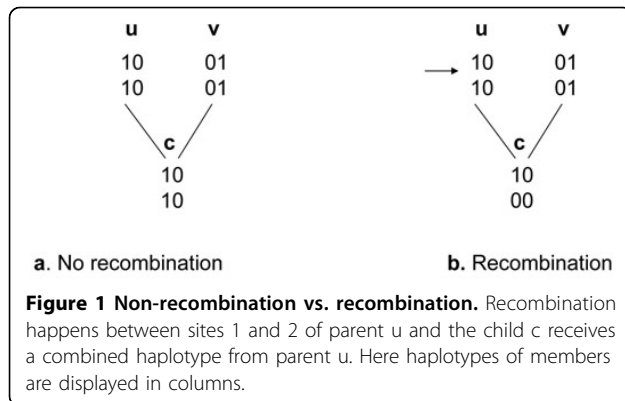 u v u v
10 01 10 01
10 01 10 01
c c
10 10
10 00
a. No recombination b. Recombination
Figure 1 Non-recombination vs. recombination. Recombination
happens between sites 1 and 2 of parent u and the child c receives
a combined haplotype from parent u. Here haplotypes of members
are displayed in columns.